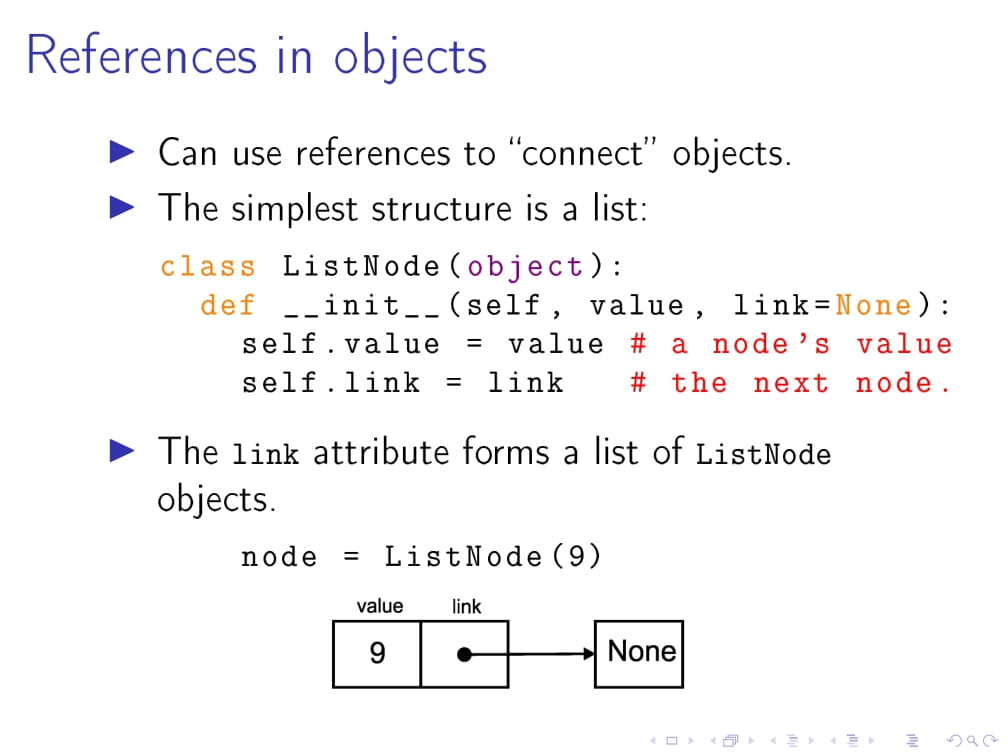 References in objects
Can use references to “connect” objects.
The simplest structure is a list:
class ListNode(object):
def __init__(self, value, link=None):
self.value = value # a node’s value
self.link = link # the next node.
The link attribute forms a list of ListNode
objects.
node = ListNode(9)
value link
9 None